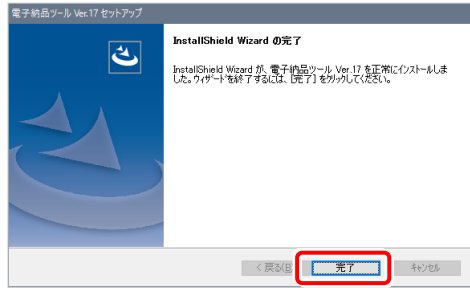 電子納品ツール Ver.17 セットアップ
InstallShield Wizard の完了
InstallShield Wizard が、電子納品ツール Ver.17 を正常にインストールしま
した。ウィザードを終了するには、[完了] をクリックしてください。
< 戻る(B
完了
キャンセル